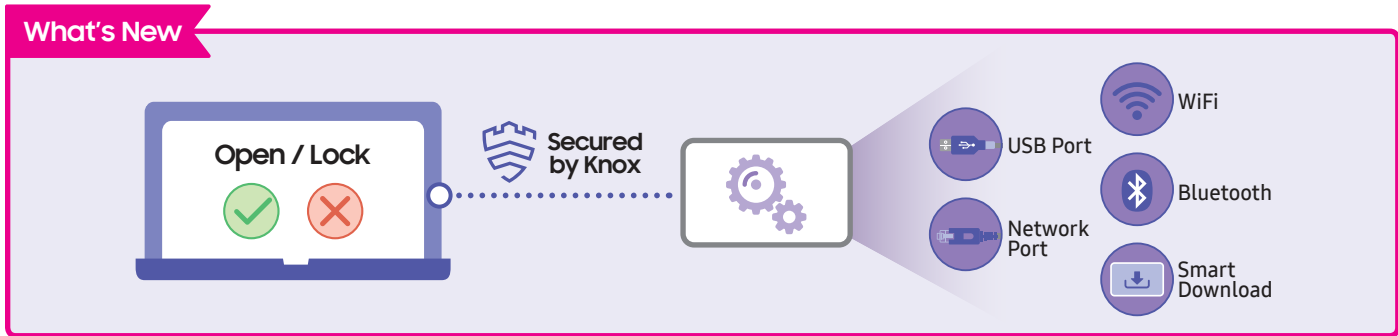 What's New
Open / Lock
Secured
by Knox
USB Port
Network
Port
WiFi
Bluetooth
Smart
Download